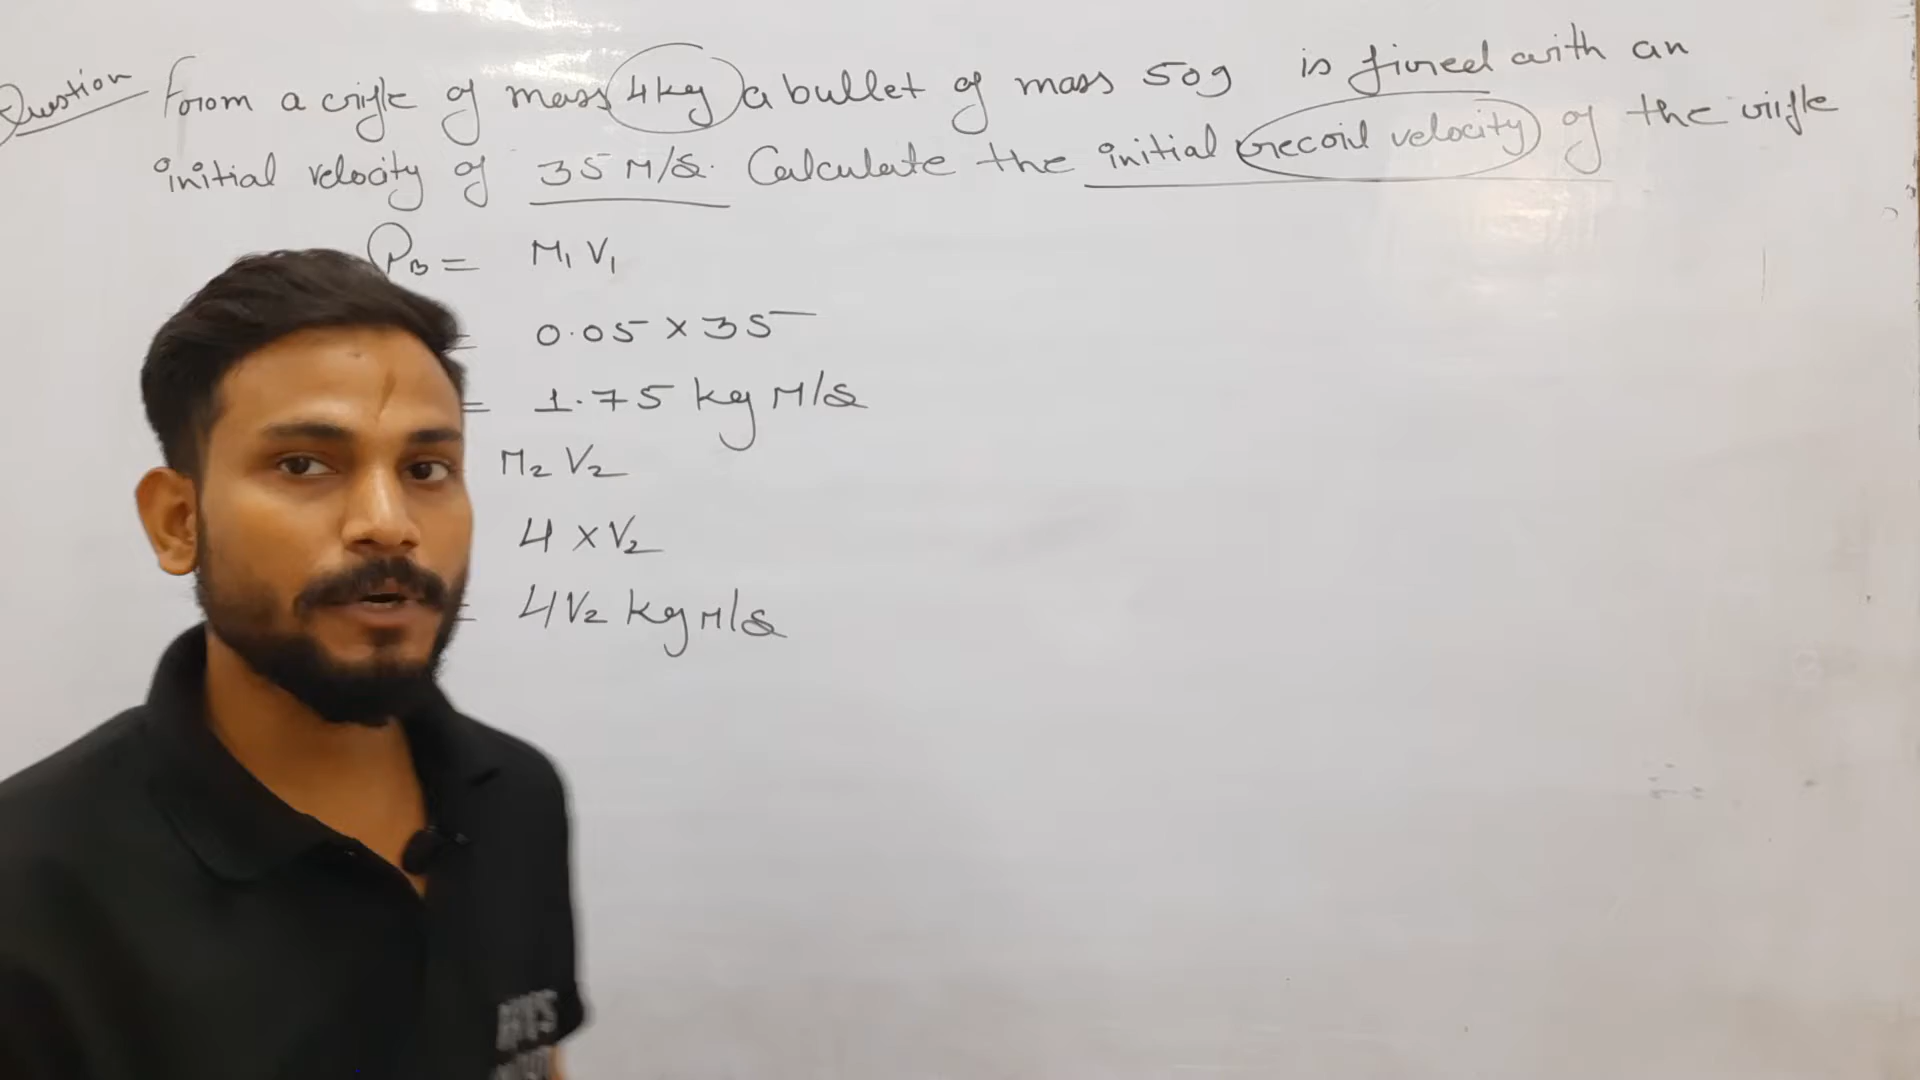 Question From a rifle of mass 4kg a bullet of mass 50g is fired with an
initial velocity of 35 M/s. Calculate the initial recoil velocity of the rifle
PB = M1 V1
= 0.05 x 35
= 1.75 kg M/s
M2 V2
4 x V2
= 4V2 kg M/s